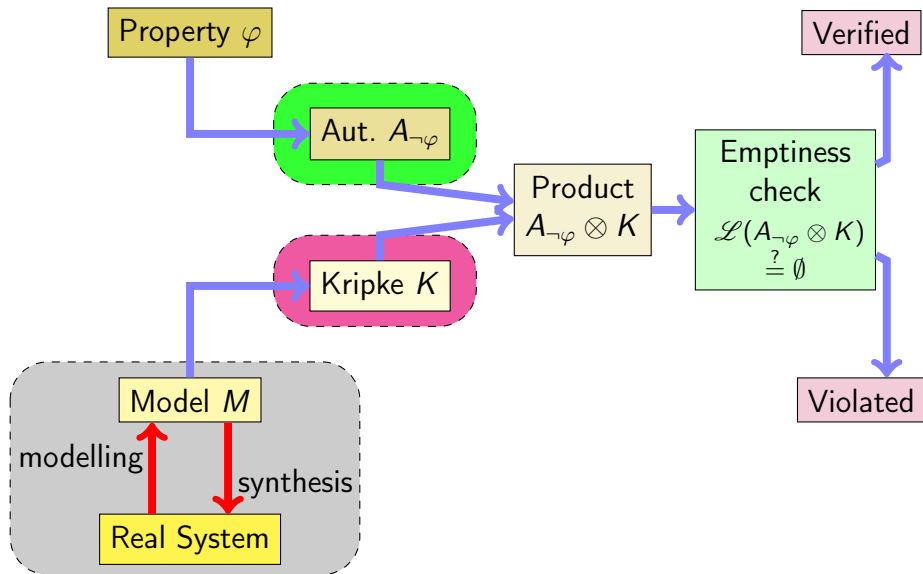 Property φ
Verified
Aut. A¬φ
Emptiness
check
ℒ(A¬φ ⊗ K)
?
= ∅
Product
A¬φ ⊗ K
Kripke K
Model M
Violated
modelling
synthesis
Real System